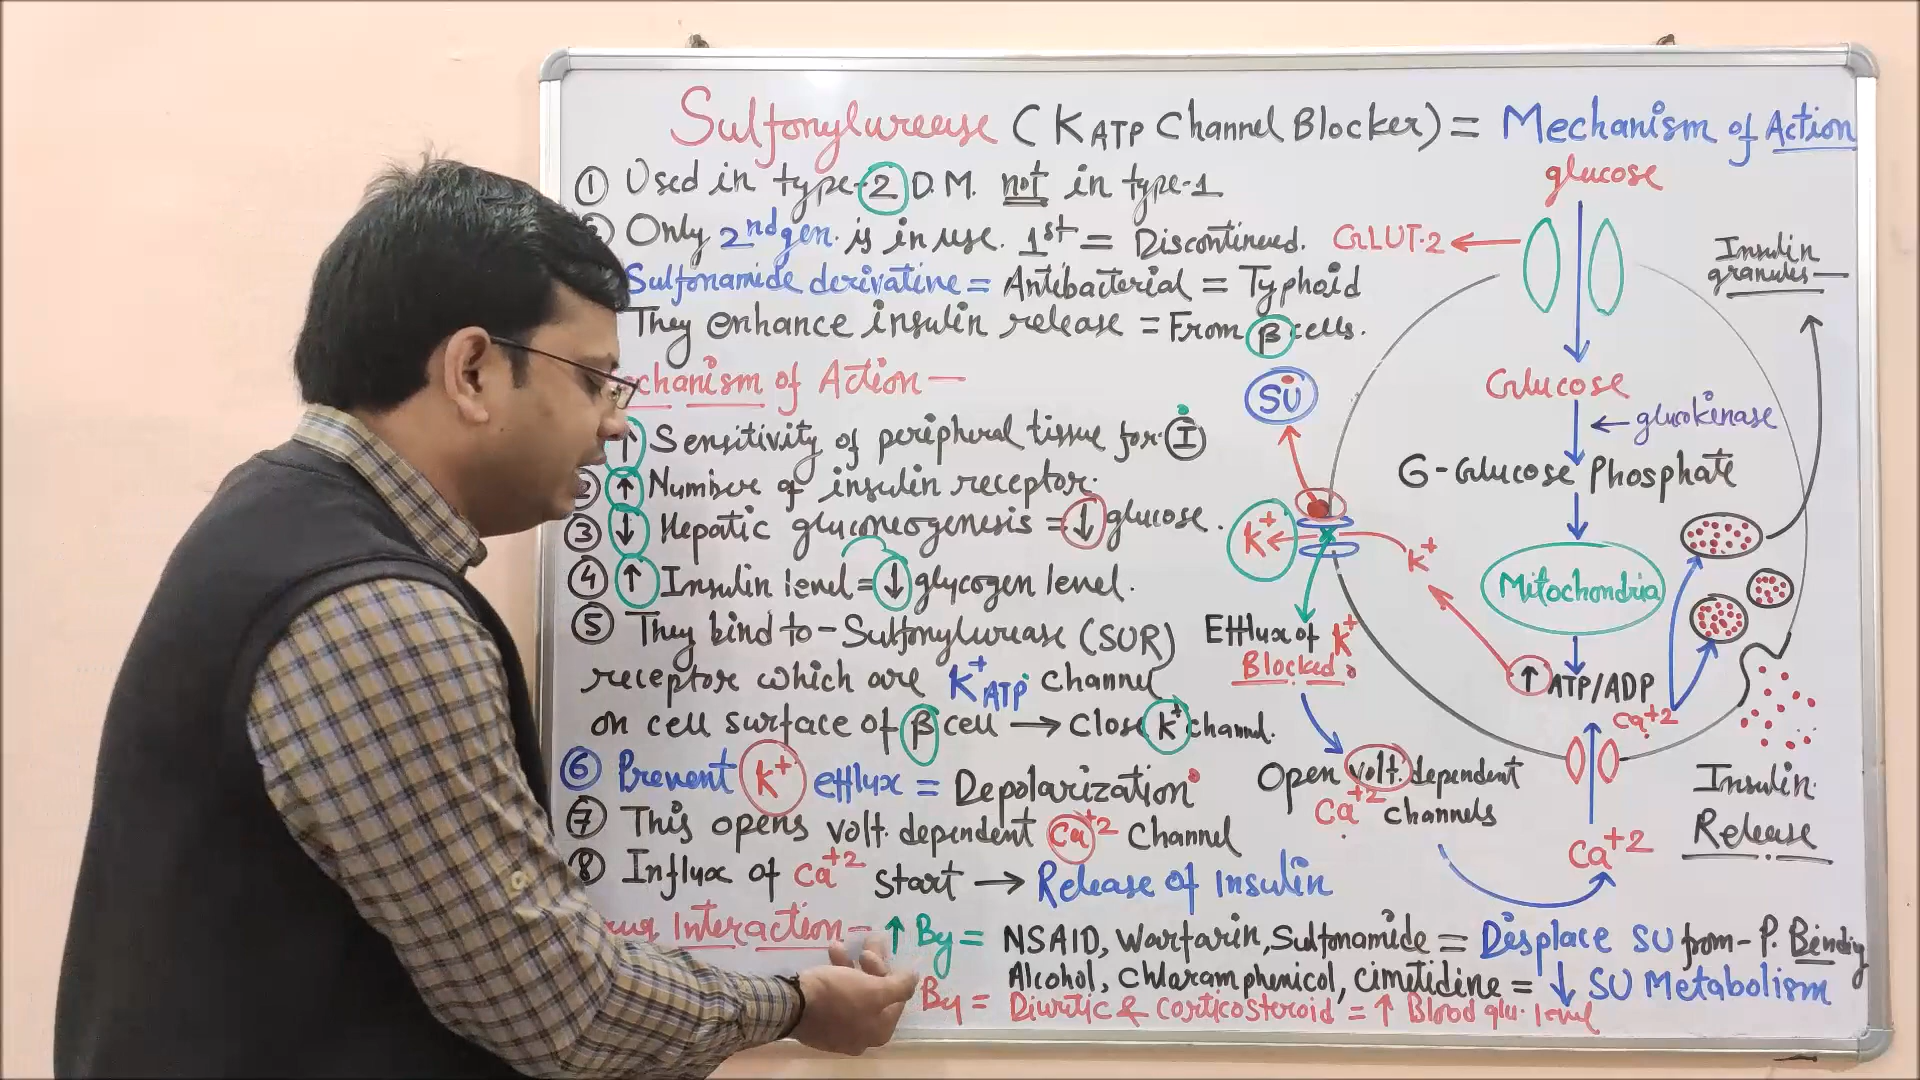 Sulfonylurease (KATP Channel Blocker) = Mechanism of Action
① Used in type-2 D.M. not in type-1
Only 2nd gen. is in use. 1st = Discontinued.
Sulfonamide derivative = Antibacterial = Typhoid
They enhance insulin release = From β cells.
chanism of Action —
↑ Sensitivity of peripheral tissue for I
② ↑ Number of insulin receptor.
③ ↓ Hepatic gluconeogenesis = ↓ glucose.
④ ↑ Insulin level = ↓ glycogen level.
⑤ They bind to - Sulfonylurease (SUR)
receptor which are K+ATP channel
on cell surface of β cell → Close K+ channel.
⑥ Prevent K+ efflux = Depolarization
⑦ This opens volt. dependent Ca+2 Channel
⑧ Influx of Ca+2 start → Release of Insulin
Drug Interaction - ↑ By = NSAID, Warfarin, Sulfonamide = Displace SU from - P. Binding
Alcohol, Chloramphenicol, Cimetidine = ↓ SU Metabolism
By = Diurtic & corticosteroid = ↑ Blood glu. level
glucose
GLUT-2
Insulin
granules
Glucose
glucokinase
G-Glucose Phosphate
Mitochondria
↑ ATP/ADP
Ca+2
SU
K+
K+
Efflux of K+
Blocked.
Open volt. dependent
Ca+2 channels
Ca+2
Insulin
Release